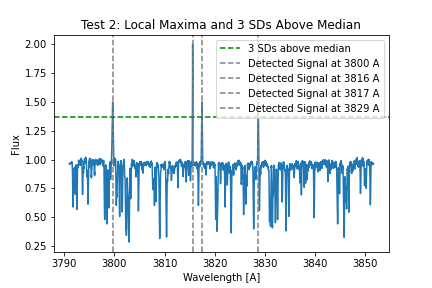 Test 2: Local Maxima and 3 SDs Above Median
2.00
1.75
1.50
1.25
1.00
0.75
0.50
0.25
Flux
3 SDs above median
Detected Signal at 3800 A
Detected Signal at 3816 A
Detected Signal at 3817 A
Detected Signal at 3829 A
3790 3800 3810 3820 3830 3840 3850
Wavelength [A]